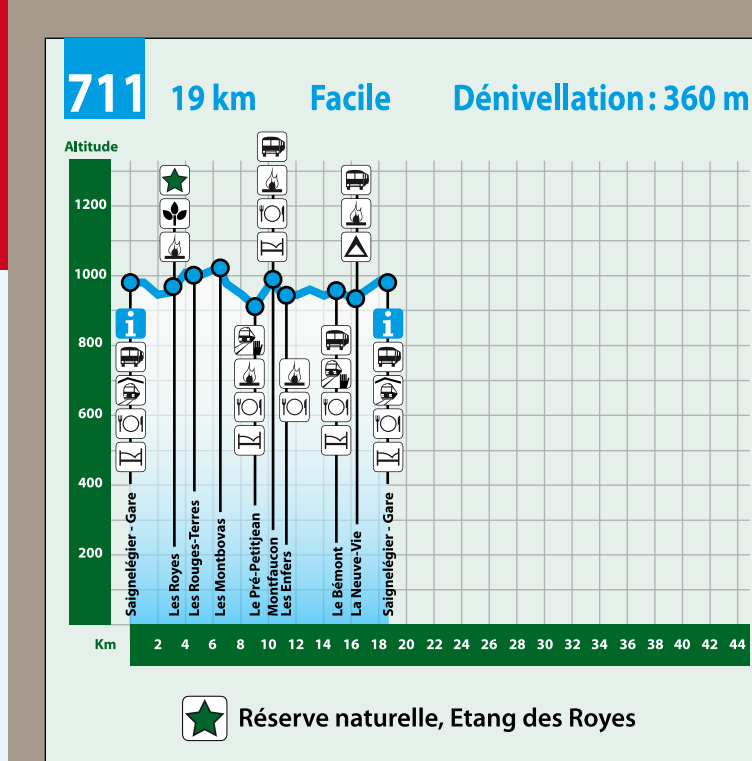 711 19 km Facile Dénivellation: 360 m
Altitude
1200
1000
800
600
400
200
i
i
Saignelégier - Gare
Les Royes
Les Rouges-Terres
Les Montbovas
Le Pré-Petitjean
Montfaucon
Les Enfers
Le Bémont
La Neuve-Vie
Saignelégier - Gare
Km 2 4 6 8 10 12 14 16 18 20 22 24 26 28 30 32 34 36 38 40 42 44
Réserve naturelle, Etang des Royes